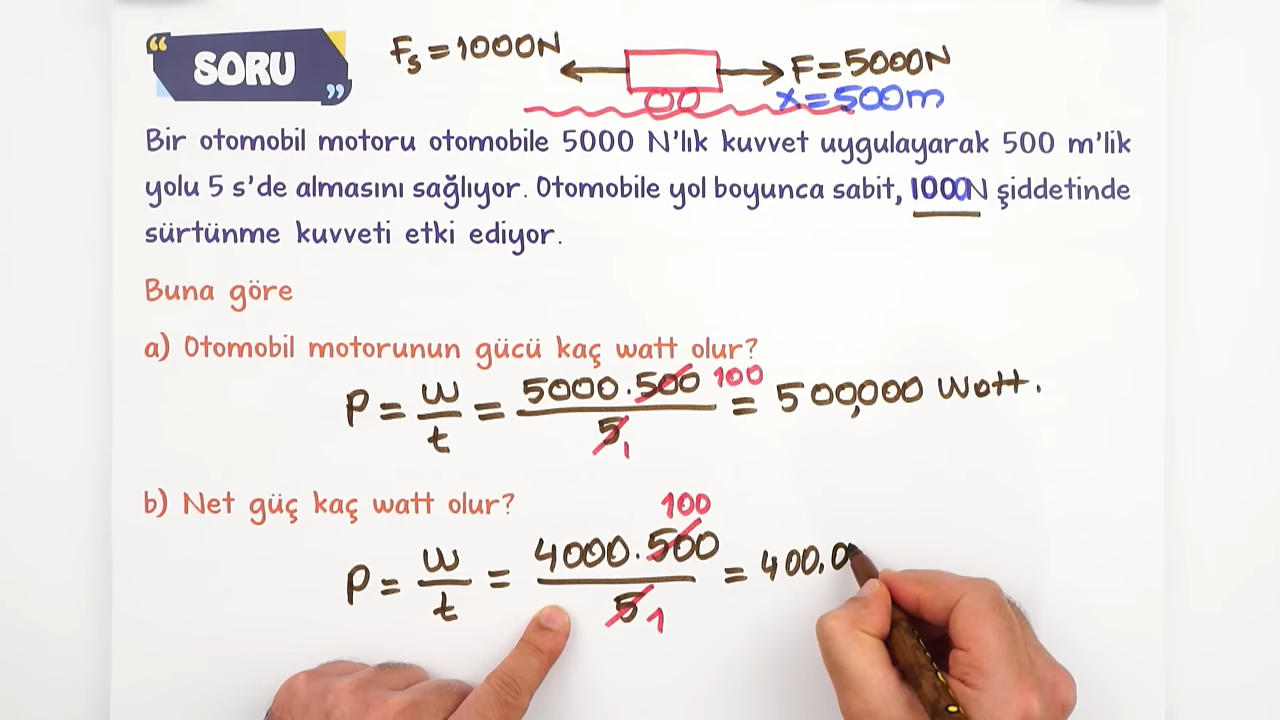 SORU
Fs = 1000N
F = 5000N
x = 500m
Bir otomobil motoru otomobile 5000 N'lık kuvvet uygulayarak 500 m'lik
yolu 5 s'de almasını sağlıyor. Otomobile yol boyunca sabit, 1000N şiddetinde
sürtünme kuvveti etki ediyor.
Buna göre
a) Otomobil motorunun gücü kaç watt olur?
P = W/t = 5000.500 100/5 1 = 500,000 Watt.
b) Net güç kaç watt olur?
P = W/t = 4000.500 100/5 1 = 400.0